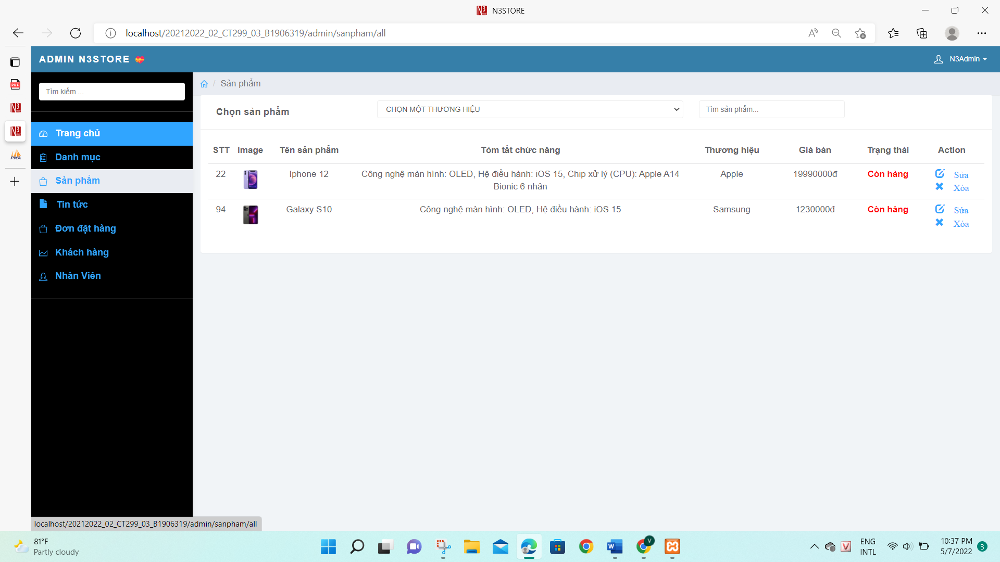 N3STORE
localhost/20212022_02_CT299_03_B1906319/admin/sanpham/all
ADMIN N3STORE 💝
N3Admin
Tìm kiếm ...
/ Sản phẩm
Chọn sản phẩm
CHỌN MỘT THƯƠNG HIỆU
Tìm sản phẩm...
Trang chủ
Danh mục
Sản phẩm
Tin tức
Đơn đặt hàng
Khách hàng
Nhân Viên
STT Image Tên sản phẩm Tóm tắt chức năng Thương hiệu Giá bán Trạng thái Action
22 Iphone 12 Công nghệ màn hình: OLED, Hệ điều hành: iOS 15, Chip xử lý (CPU): Apple A14 Apple 19990000đ Còn hàng Sửa
Bionic 6 nhân Xóa
94 Galaxy S10 Công nghệ màn hình: OLED, Hệ điều hành: iOS 15 Samsung 1230000đ Còn hàng Sửa
Xóa
PDF
N3
N3
PMA
localhost/20212022_02_CT299_03_B1906319/admin/sanpham/all
81°F
Partly cloudy
W
V
V
ENG
INTL
10:37 PM
5/7/2022
3